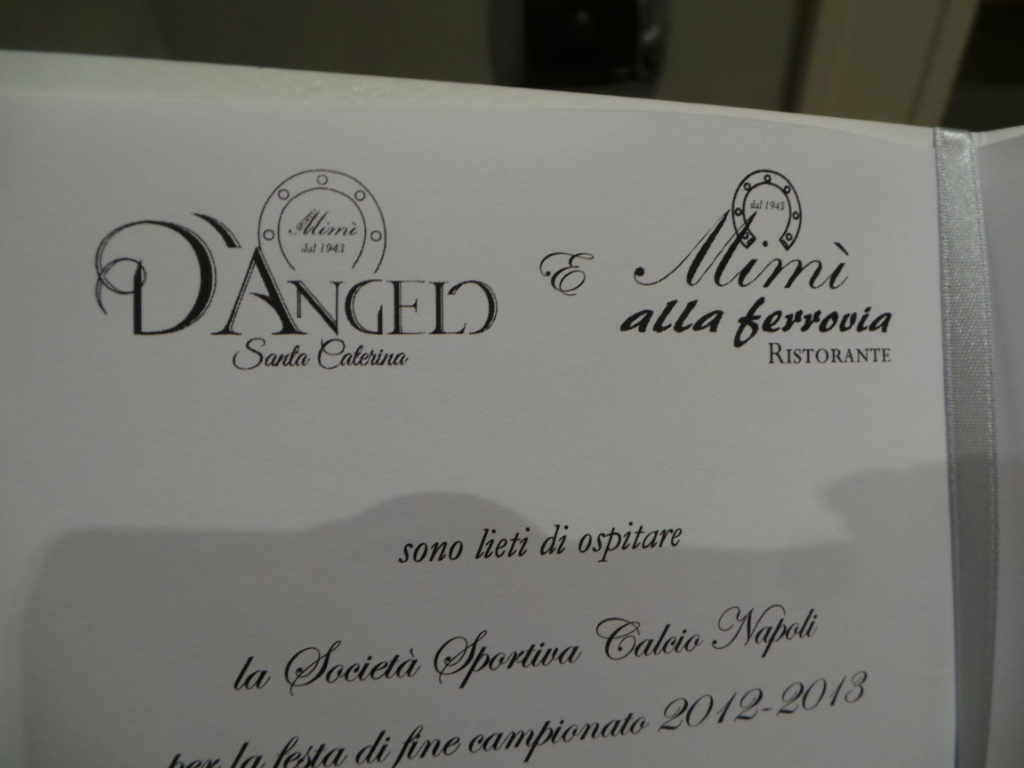 Mimì
dal 1943
D'ANGELO
Santa Caterina
E
dal 1943
Mimì
alla ferrovia
RISTORANTE
sono lieti di ospitare
la Società Sportiva Calcio Napoli
per la festa di fine campionato 2012-2013